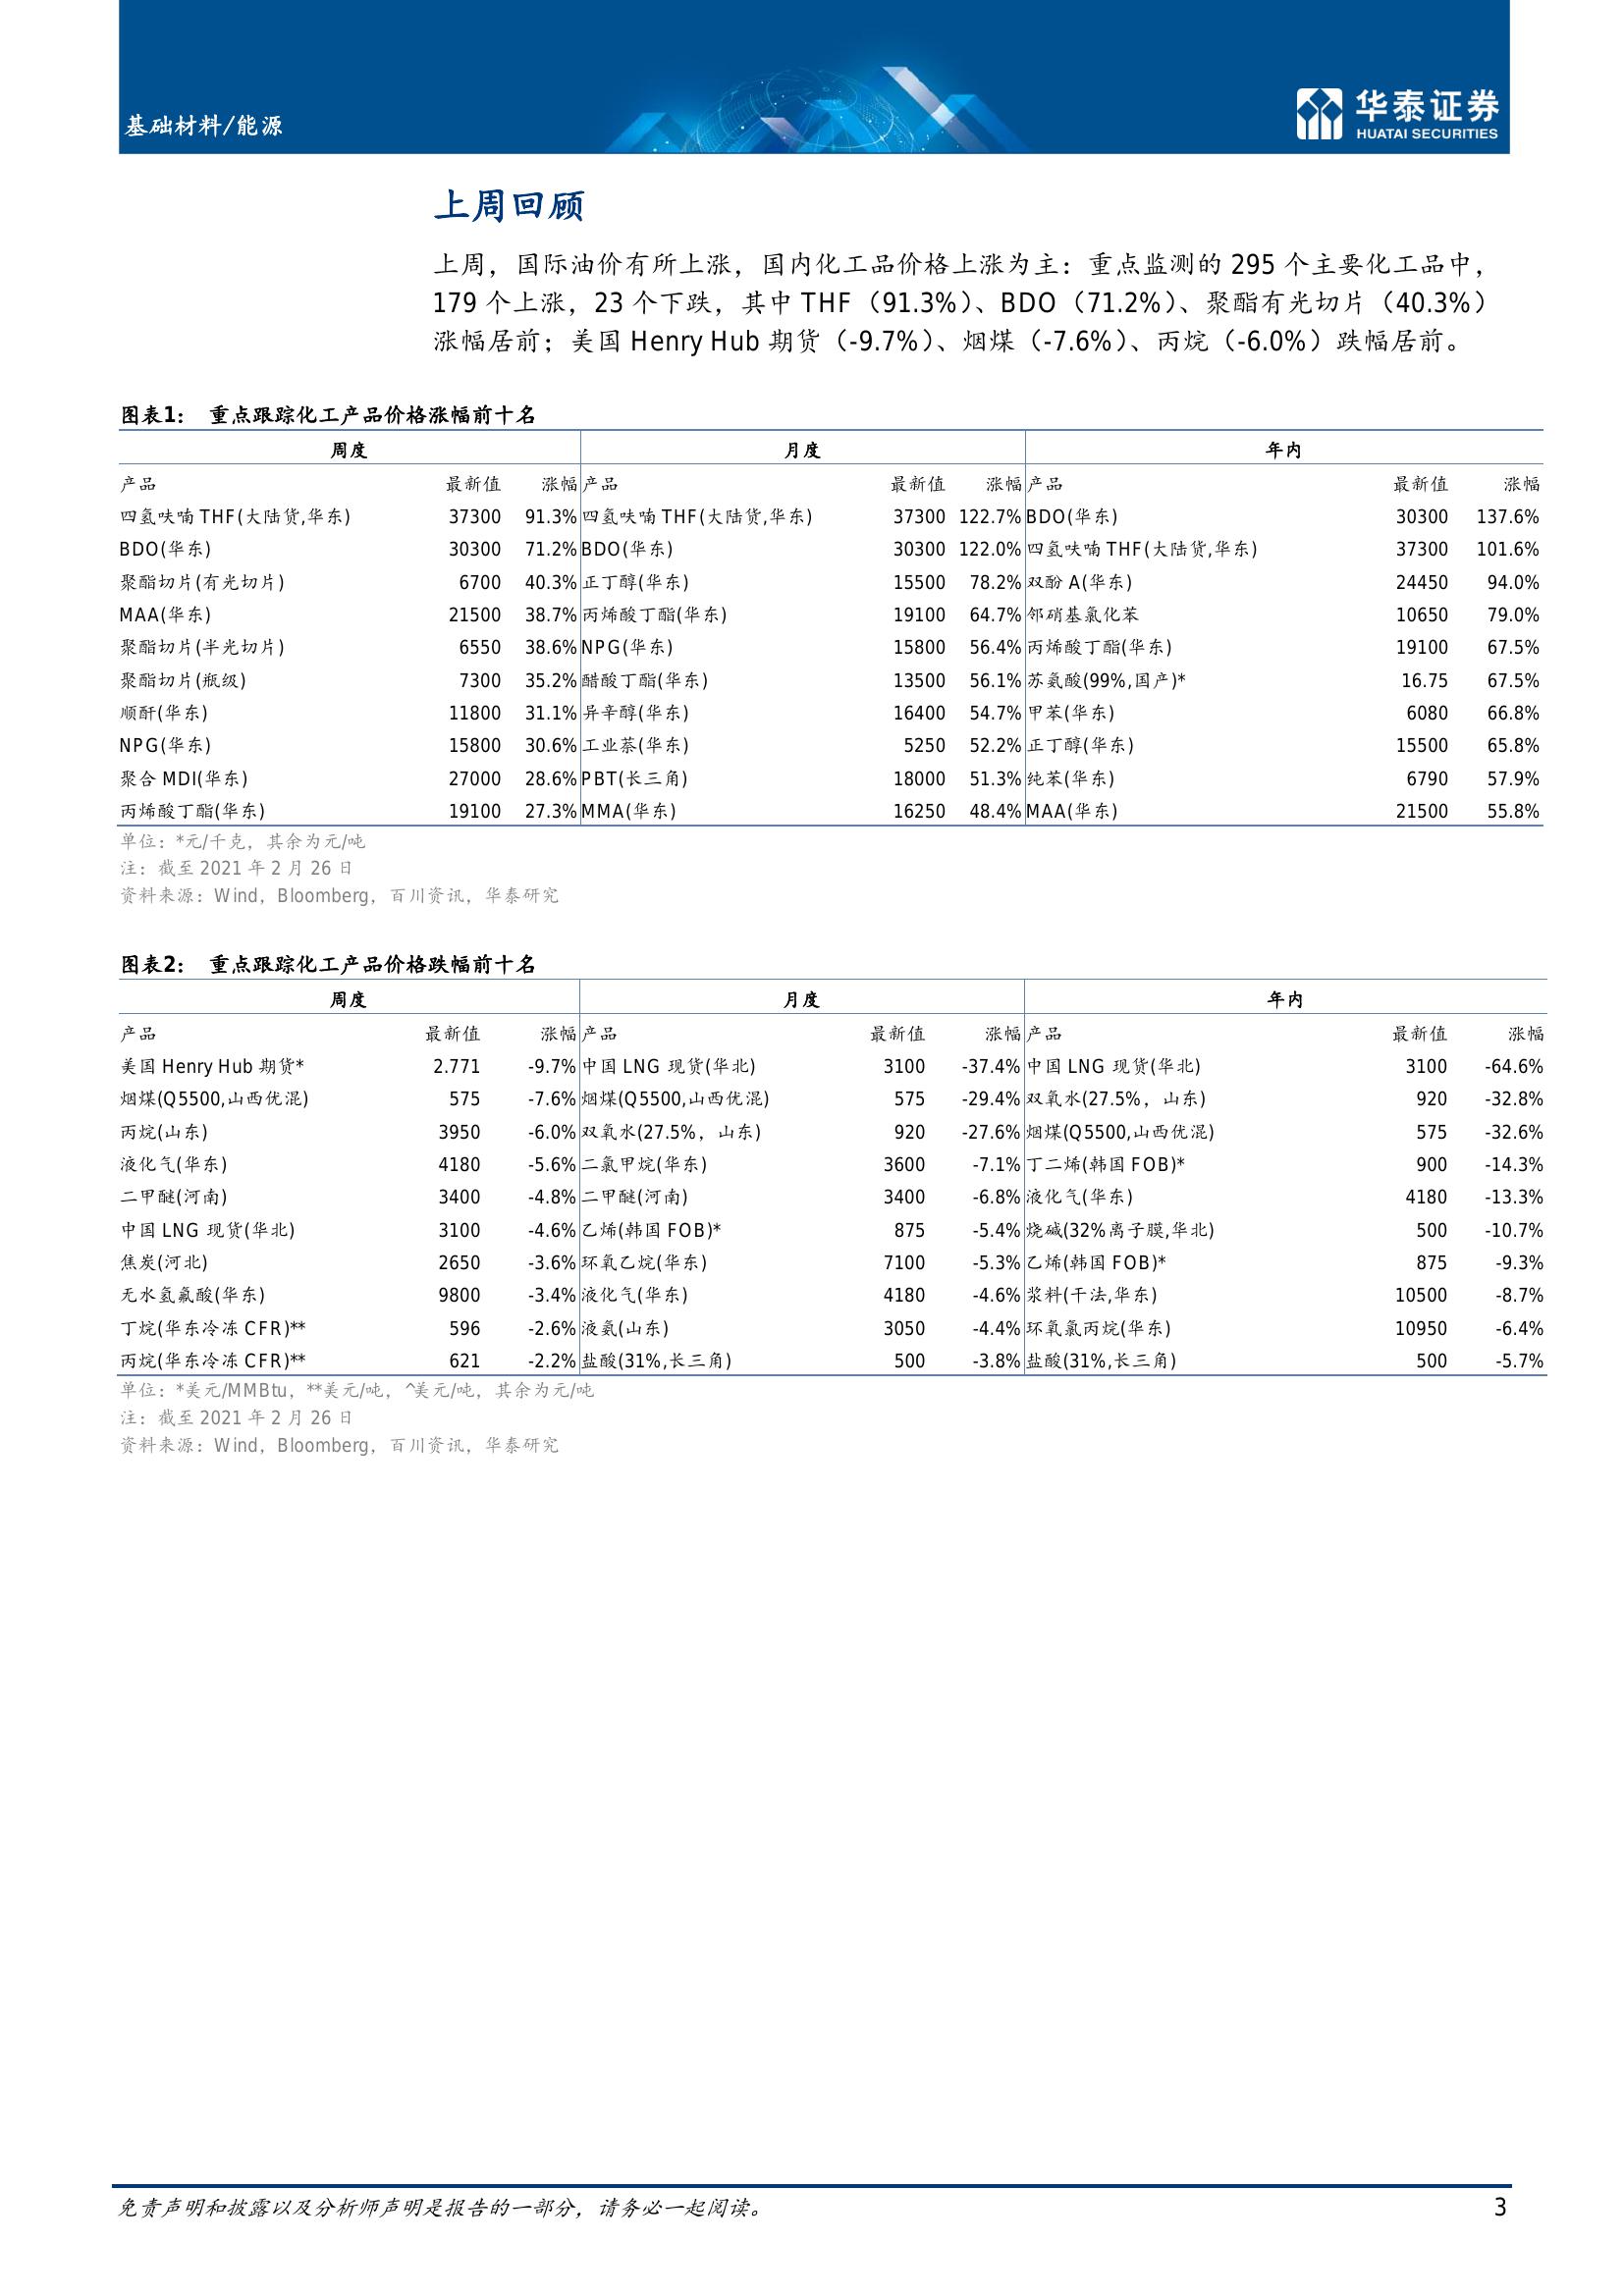 基础材料/能源
华泰证券
HUATAI SECURITIES
上周回顾
上周，国际油价有所上涨，国内化工品价格上涨为主：重点监测的 295 个主要化工品中，
179 个上涨，23 个下跌，其中 THF（91.3%）、BDO（71.2%）、聚酯有光切片（40.3%）
涨幅居前；美国 Henry Hub 期货（-9.7%）、烟煤（-7.6%）、丙烷（-6.0%）跌幅居前。
图表1： 重点跟踪化工产品价格涨幅前十名
周度 月度 年内
产品 最新值 涨幅 产品 最新值 涨幅 产品 最新值 涨幅
四氢呋喃 THF(大陆货,华东) 37300 91.3% 四氢呋喃 THF(大陆货,华东) 37300 122.7% BDO(华东) 30300 137.6%
BDO(华东) 30300 71.2% BDO(华东) 30300 122.0% 四氢呋喃 THF(大陆货,华东) 37300 101.6%
聚酯切片(有光切片) 6700 40.3% 正丁醇(华东) 15500 78.2% 双酚 A(华东) 24450 94.0%
MAA(华东) 21500 38.7% 丙烯酸丁酯(华东) 19100 64.7% 邻硝基氯化苯 10650 79.0%
聚酯切片(半光切片) 6550 38.6% NPG(华东) 15800 56.4% 丙烯酸丁酯(华东) 19100 67.5%
聚酯切片(瓶级) 7300 35.2% 醋酸丁酯(华东) 13500 56.1% 苏氨酸(99%,国产)* 16.75 67.5%
顺酐(华东) 11800 31.1% 异辛醇(华东) 16400 54.7% 甲苯(华东) 6080 66.8%
NPG(华东) 15800 30.6% 工业萘(华东) 5250 52.2% 正丁醇(华东) 15500 65.8%
聚合 MDI(华东) 27000 28.6% PBT(长三角) 18000 51.3% 纯苯(华东) 6790 57.9%
丙烯酸丁酯(华东) 19100 27.3% MMA(华东) 16250 48.4% MAA(华东) 21500 55.8%
单位：*元/千克，其余为元/吨
注：截至 2021 年 2 月 26 日
资料来源：Wind，Bloomberg，百川资讯，华泰研究
图表2： 重点跟踪化工产品价格跌幅前十名
周度 月度 年内
产品 最新值 涨幅 产品 最新值 涨幅 产品 最新值 涨幅
美国 Henry Hub 期货* 2.771 -9.7% 中国 LNG 现货(华北) 3100 -37.4% 中国 LNG 现货(华北) 3100 -64.6%
烟煤(Q5500,山西优混) 575 -7.6% 烟煤(Q5500,山西优混) 575 -29.4% 双氧水(27.5%，山东) 920 -32.8%
丙烷(山东) 3950 -6.0% 双氧水(27.5%，山东) 920 -27.6% 烟煤(Q5500,山西优混) 575 -32.6%
液化气(华东) 4180 -5.6% 二氯甲烷(华东) 3600 -7.1% 丁二烯(韩国 FOB)* 900 -14.3%
二甲醚(河南) 3400 -4.8% 二甲醚(河南) 3400 -6.8% 液化气(华东) 4180 -13.3%
中国 LNG 现货(华北) 3100 -4.6% 乙烯(韩国 FOB)* 875 -5.4% 烧碱(32%离子膜,华北) 500 -10.7%
焦炭(河北) 2650 -3.6% 环氧乙烷(华东) 7100 -5.3% 乙烯(韩国 FOB)* 875 -9.3%
无水氢氟酸(华东) 9800 -3.4% 液化气(华东) 4180 -4.6% 浆料(干法,华东) 10500 -8.7%
丁烷(华东冷冻 CFR)** 596 -2.6% 液氨(山东) 3050 -4.4% 环氧氯丙烷(华东) 10950 -6.4%
丙烷(华东冷冻 CFR)** 621 -2.2% 盐酸(31%,长三角) 500 -3.8% 盐酸(31%,长三角) 500 -5.7%
单位：*美元/MMBtu，**美元/吨，^美元/吨，其余为元/吨
注：截至 2021 年 2 月 26 日
资料来源：Wind，Bloomberg，百川资讯，华泰研究
免责声明和披露以及分析师声明是报告的一部分，请务必一起阅读。 3